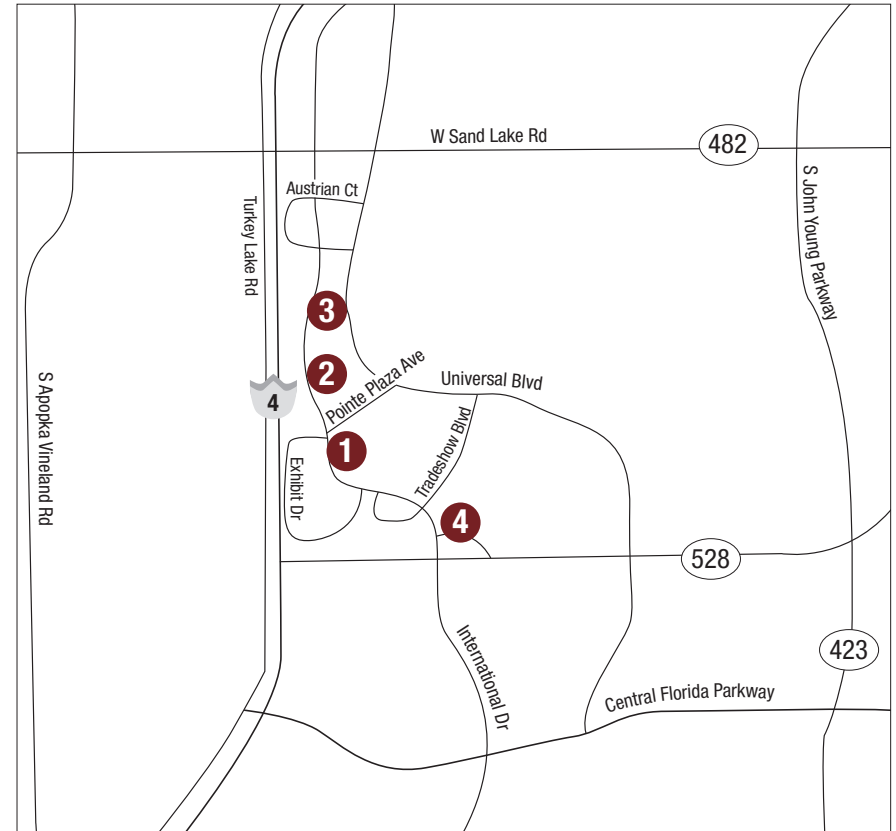 W Sand Lake Rd
482
Austrian Ct
Turkey Lake Rd
S John Young Parkway
3
2
4
Pointe Plaza Ave
Universal Blvd
S Apopka Vineland Rd
1
Exhibit Dr
Tradeshow Blvd
4
528
International Dr
423
Central Florida Parkway